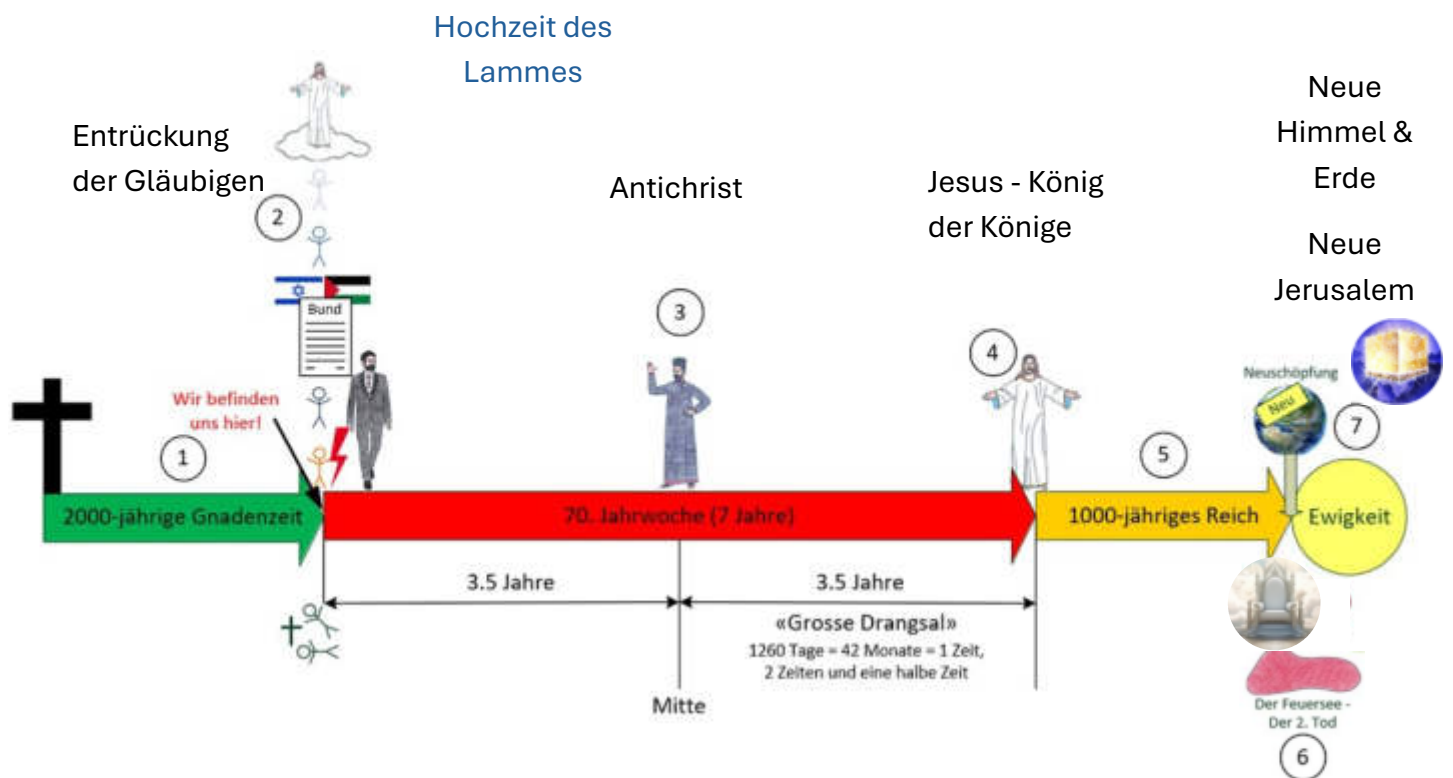 Hochzeit des
Lammes
Entrückung
der Gläubigen
2
Bund
Wir befinden
uns hier!
1
2000-jährige Gnadenzeit
Antichrist
3
70. Jahrwoche (7 Jahre)
3.5 Jahre
3.5 Jahre
«Grosse Drangsal»
1260 Tage = 42 Monate = 1 Zeit,
2 Zeiten und eine halbe Zeit
Mitte
Jesus - König
der Könige
4
5
1000-jähriges Reich
Neue
Himmel &
Erde
Neue
Jerusalem
Neuschöpfung
Neu
7
Ewigkeit
Der Feuersee -
Der 2. Tod
6